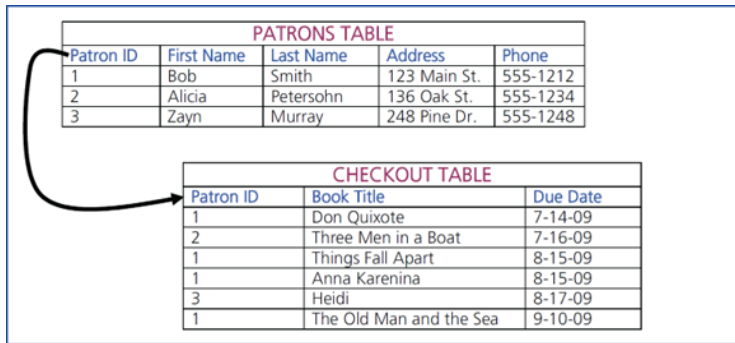 PATRONS TABLE
Patron ID First Name Last Name Address Phone
1 Bob Smith 123 Main St. 555-1212
2 Alicia Petersohn 136 Oak St. 555-1234
3 Zayn Murray 248 Pine Dr. 555-1248
CHECKOUT TABLE
Patron ID Book Title Due Date
1 Don Quixote 7-14-09
2 Three Men in a Boat 7-16-09
1 Things Fall Apart 8-15-09
1 Anna Karenina 8-15-09
3 Heidi 8-17-09
1 The Old Man and the Sea 9-10-09